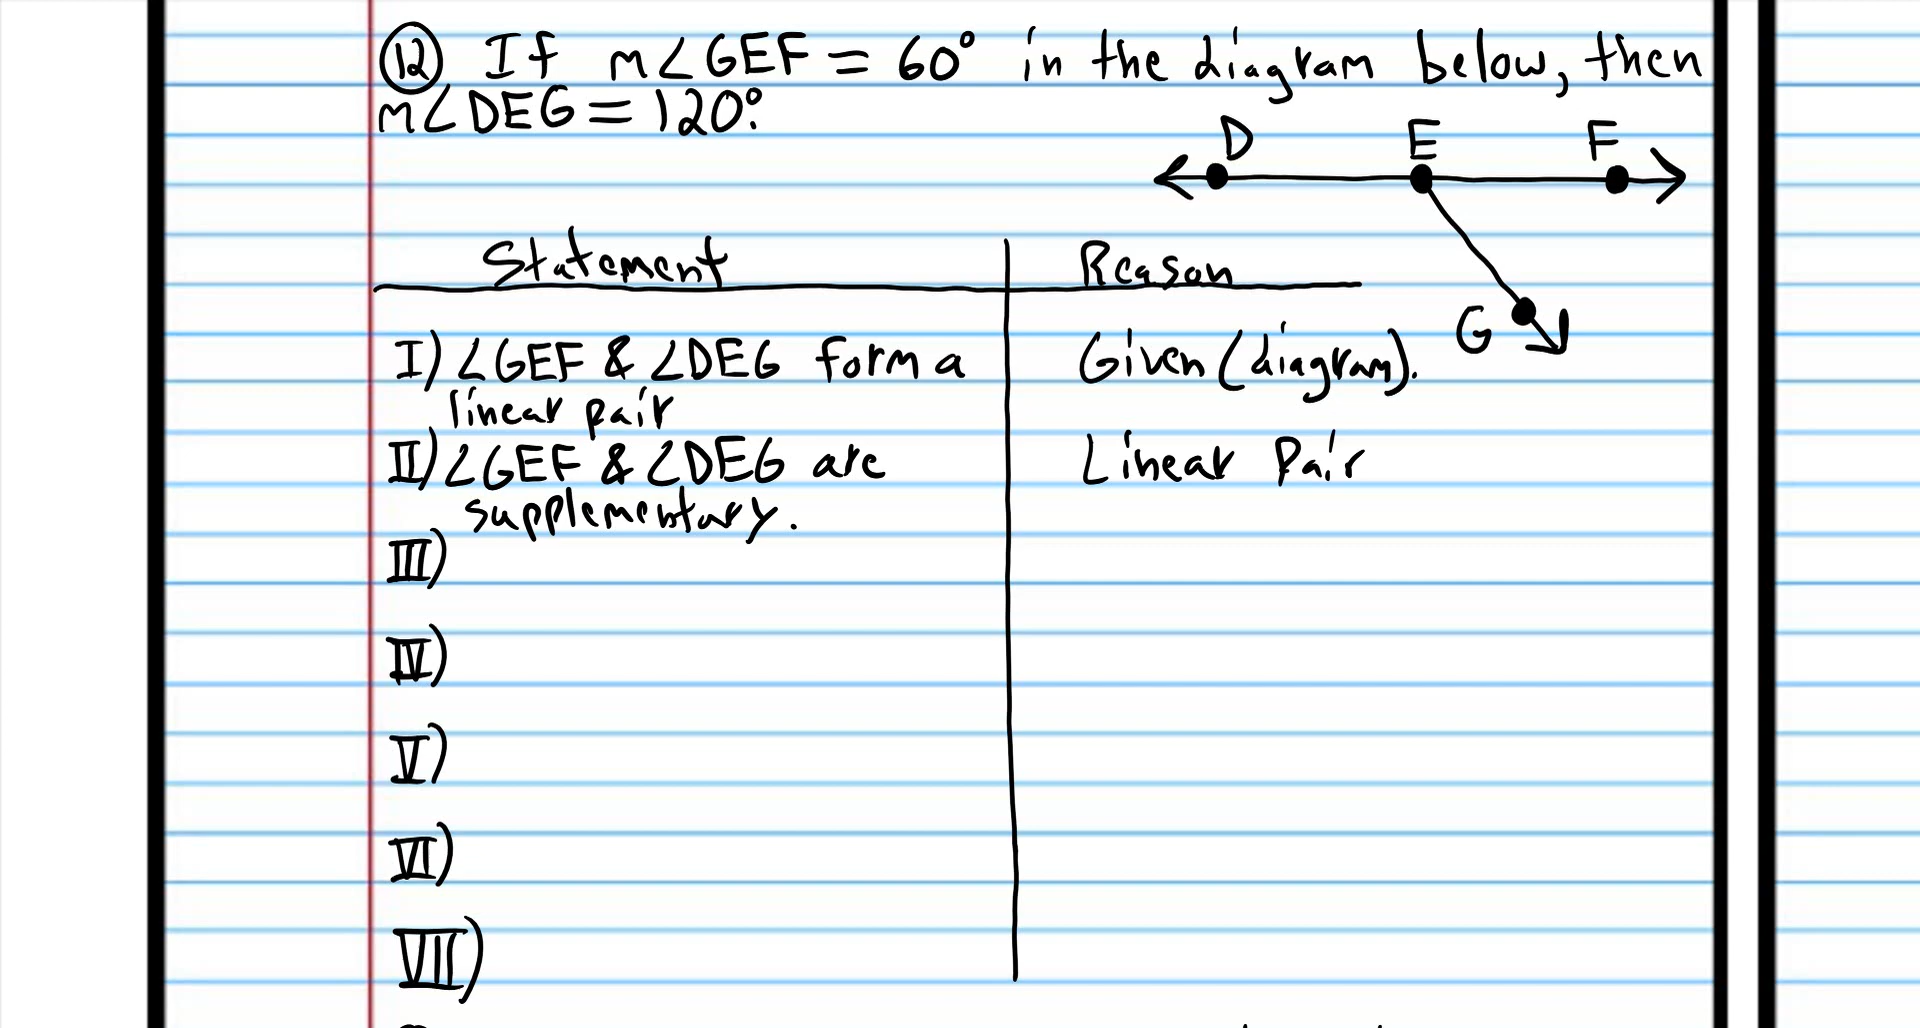 12 If m∠GEF = 60° in the diagram below, then
m∠DEG = 120°.
D E F
G
Statement Reason
I) ∠GEF & ∠DEG form a Given (diagram).
linear pair
II) ∠GEF & ∠DEG are Linear Pair
supplementary.
III)
IV)
V)
VI)
VII)